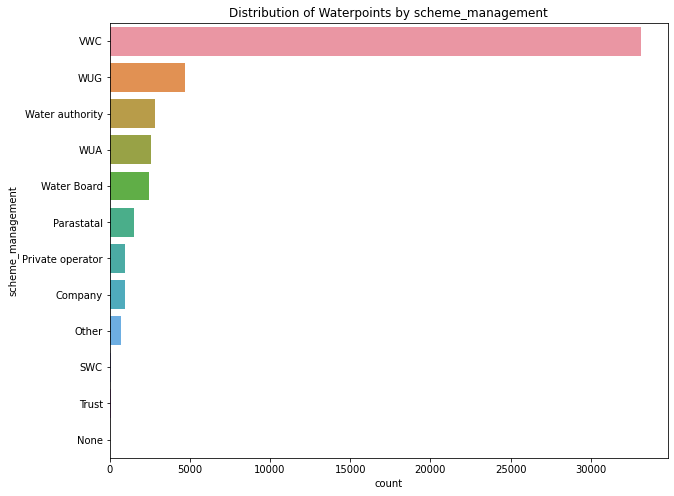 Distribution of Waterpoints by scheme_management
VWC
WUG
Water authority
WUA
Water Board
Parastatal
Private operator
Company
Other
SWC
Trust
None
scheme_management
0 5000 10000 15000 20000 25000 30000
count